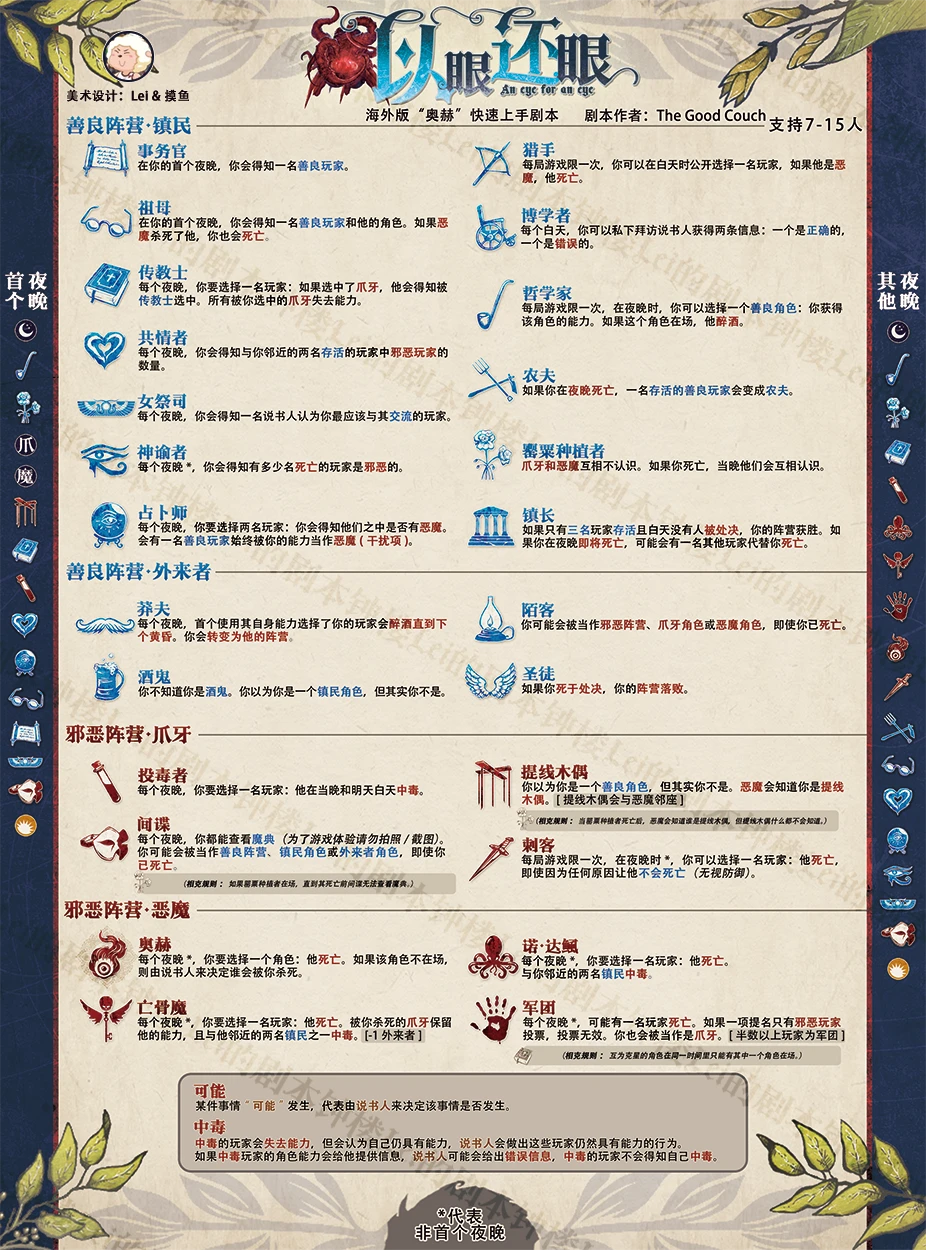 以眼还眼
An eye for an eye
美术设计：Lei & 摸鱼
海外版“奥赫”快速上手剧本 剧本作者：The Good Couch
支持7-15人
首个夜晚
爪
魔
其他夜晚
善良阵营·镇民
事务官
在你的首个夜晚，你会得知一名善良玩家。
祖母
在你的首个夜晚，你会得知一名善良玩家和他的角色。如果恶
魔杀死了他，你也会死亡。
传教士
每个夜晚，你要选择一名玩家：如果选中了爪牙，他会得知被
传教士选中。所有被你选中的爪牙失去能力。
共情者
每个夜晚，你会得知与你邻近的两名存活的玩家中邪恶玩家的
数量。
女祭司
每个夜晚，你会得知一名说书人认为你最应该与其交流的玩家。
神谕者
每个夜晚 *，你会得知有多少名死亡的玩家是邪恶的。
占卜师
每个夜晚，你要选择两名玩家：你会得知他们之中是否有恶魔。
会有一名善良玩家始终被你的能力当作恶魔 ( 干扰项 )。
猎手
每局游戏限一次，你可以在白天时公开选择一名玩家，如果他是恶
魔，他死亡。
博学者
每个白天，你可以私下拜访说书人获得两条信息：一个是正确的，
一个是错误的。
哲学家
每局游戏限一次，在夜晚时，你可以选择一个善良角色：你获得
该角色的能力。如果这个角色在场，他醉酒。
农夫
如果你在夜晚死亡，一名存活的善良玩家会变成农夫。
罂粟种植者
爪牙和恶魔互相不认识。如果你死亡，当晚他们会互相认识。
镇长
如果只有三名玩家存活且白天没有人被处决，你的阵营获胜。如
果你在夜晚即将死亡，可能会有一名其他玩家代替你死亡。
善良阵营·外来者
莽夫
每个夜晚，首个使用其自身能力选择了你的玩家会醉酒直到下
个黄昏。你会转变为他的阵营。
酒鬼
你不知道你是酒鬼。你以为你是一个镇民角色，但其实你不是。
陌客
你可能会被当作邪恶阵营、爪牙角色或恶魔角色，即使你已死亡。
圣徒
如果你死于处决，你的阵营落败。
邪恶阵营·爪牙
投毒者
每个夜晚，你要选择一名玩家：他在当晚和明天白天中毒。
间谍
每个夜晚，你都能查看魔典（为了游戏体验请勿拍照 / 截图）。
你可能会被当作善良阵营、镇民角色或外来者角色，即使你
已死亡。
（相克规则：如果罂粟种植者在场，直到其死亡前间谍无法查看魔典。）
提线木偶
你以为你是一个善良角色，但其实你不是。恶魔会知道你是提线
木偶。[ 提线木偶会与恶魔邻座 ]
（相克规则：当罂粟种植者死亡后，恶魔会知道谁是提线木偶，但提线木偶什么都不会知道。）
刺客
每局游戏限一次，在夜晚时 *，你可以选择一名玩家：他死亡，
即使因为任何原因让他不会死亡（无视防御）。
邪恶阵营·恶魔
奥赫
每个夜晚 *，你要选择一个角色：他死亡。如果该角色不在场，
则由说书人来决定谁会被你杀死。
亡骨魔
每个夜晚 *，你要选择一名玩家：他死亡。被你杀死的爪牙保留
他的能力，且与他邻近的两名镇民之一中毒。[-1 外来者 ]
诺·达鲺
每个夜晚 *，你要选择一名玩家：他死亡。
与你邻近的两名镇民中毒。
军团
每个夜晚 *，可能有一名玩家死亡。如果一项提名只有邪恶玩家
投票，投票无效。你也会被当作是爪牙。[ 半数以上玩家为军团 ]
（相克规则：互为克星的角色在同一时间里只能有其中一个角色在场。）
可能
某件事情“可能”发生，代表由说书人来决定该事情是否发生。
中毒
中毒的玩家会失去能力，但会认为自己仍具有能力，说书人会做出这些玩家仍然具有能力的行为。
如果中毒玩家的角色能力会给他提供信息，说书人可能会给出错误信息，中毒的玩家不会得知自己中毒。
*代表
非首个夜晚